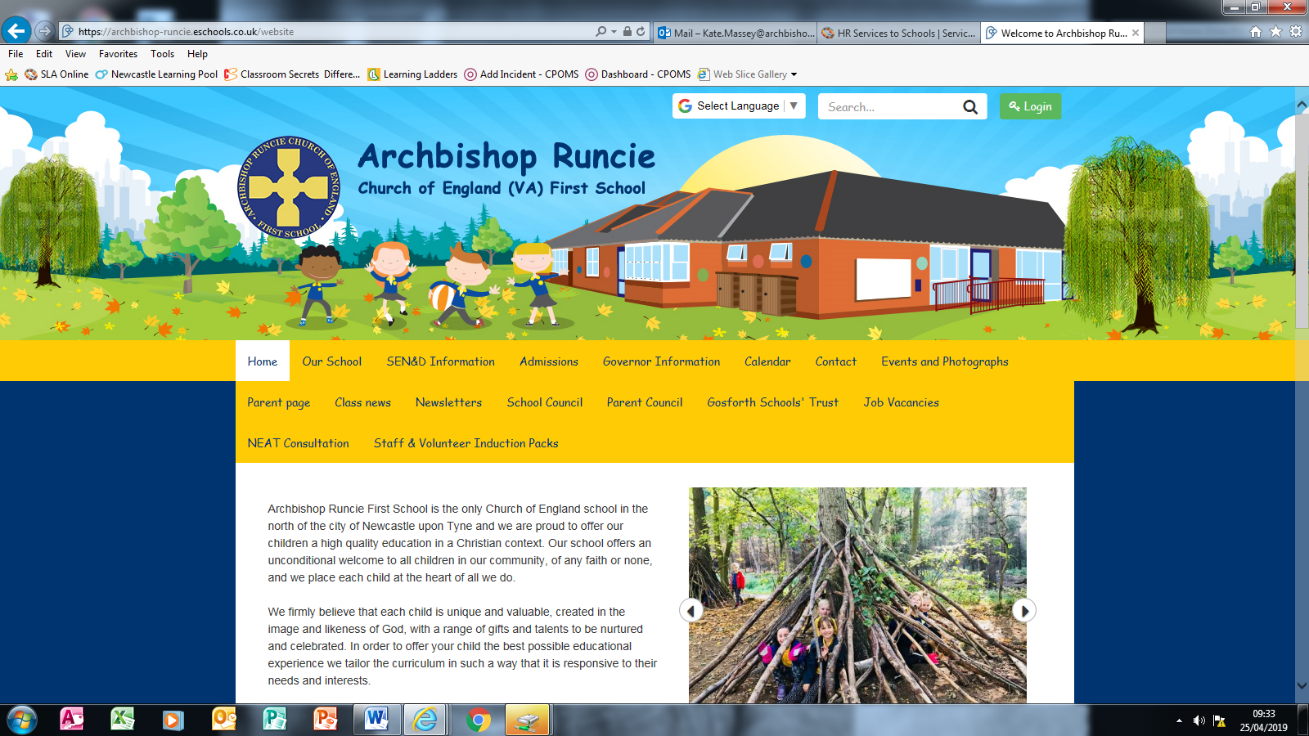 https://archbishop-runcie.eschools.co.uk/website
Mail – Kate.Massey@archbisho...
HR Services to Schools | Servic...
Welcome to Archbishop Ru...
File Edit View Favorites Tools Help
SLA Online Newcastle Learning Pool Classroom Secrets Differe... Learning Ladders Add Incident - CPOMS Dashboard - CPOMS Web Slice Gallery
Select Language Search... Login
ARCHBISHOP RUNCIE CHURCH OF ENGLAND FIRST SCHOOL
Archbishop Runcie
Church of England (VA) First School
Home Our School SEN&D Information Admissions Governor Information Calendar Contact Events and Photographs
Parent page Class news Newsletters School Council Parent Council Gosforth Schools' Trust Job Vacancies
NEAT Consultation Staff & Volunteer Induction Packs
Archbishop Runcie First School is the only Church of England school in the
north of the city of Newcastle upon Tyne and we are proud to offer our
children a high quality education in a Christian context. Our school offers an
unconditional welcome to all children in our community, of any faith or none,
and we place each child at the heart of all we do.
We firmly believe that each child is unique and valuable, created in the
image and likeness of God, with a range of gifts and talents to be nurtured
and celebrated. In order to offer your child the best possible educational
experience we tailor the curriculum in such a way that it is responsive to their
needs and interests.
09:33
25/04/2019